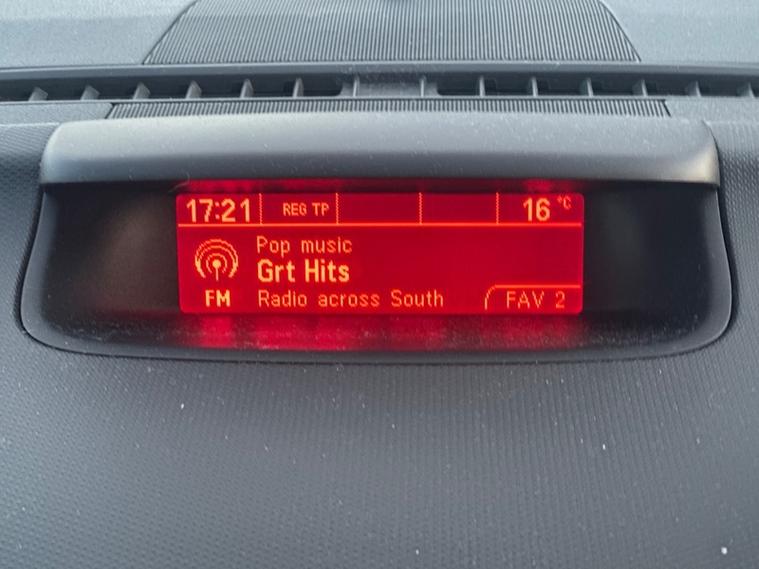 17:21 REG TP 16 °C
Pop music
Grt Hits
FM Radio across South FAV 2